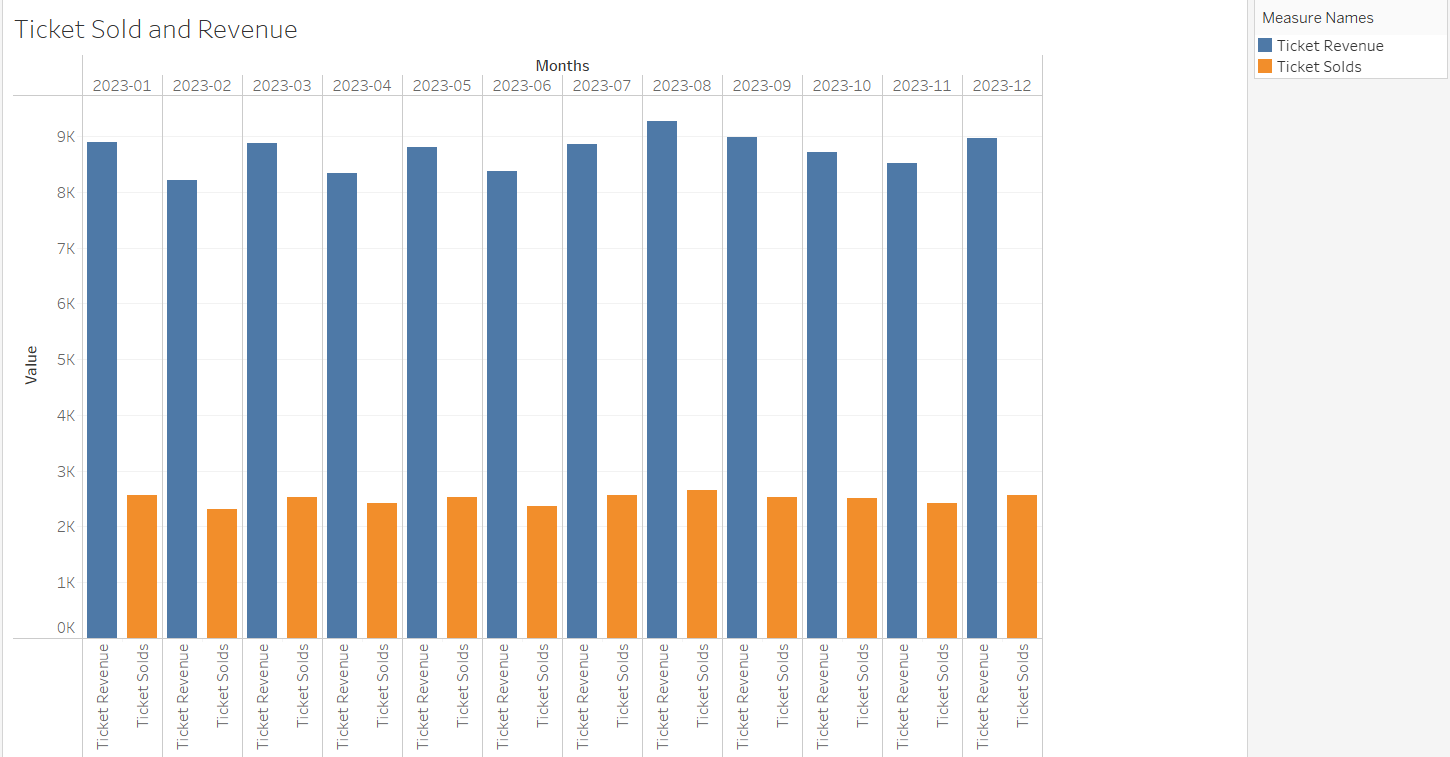 Ticket Sold and Revenue
Months
2023-01 2023-02 2023-03 2023-04 2023-05 2023-06 2023-07 2023-08 2023-09 2023-10 2023-11 2023-12
Value
9K
8K
7K
6K
5K
4K
3K
2K
1K
0K
Ticket Revenue
Ticket Solds
Ticket Revenue
Ticket Solds
Ticket Revenue
Ticket Solds
Ticket Revenue
Ticket Solds
Ticket Revenue
Ticket Solds
Ticket Revenue
Ticket Solds
Ticket Revenue
Ticket Solds
Ticket Revenue
Ticket Solds
Ticket Revenue
Ticket Solds
Ticket Revenue
Ticket Solds
Ticket Revenue
Ticket Solds
Ticket Revenue
Ticket Solds
Measure Names
Ticket Revenue
Ticket Solds